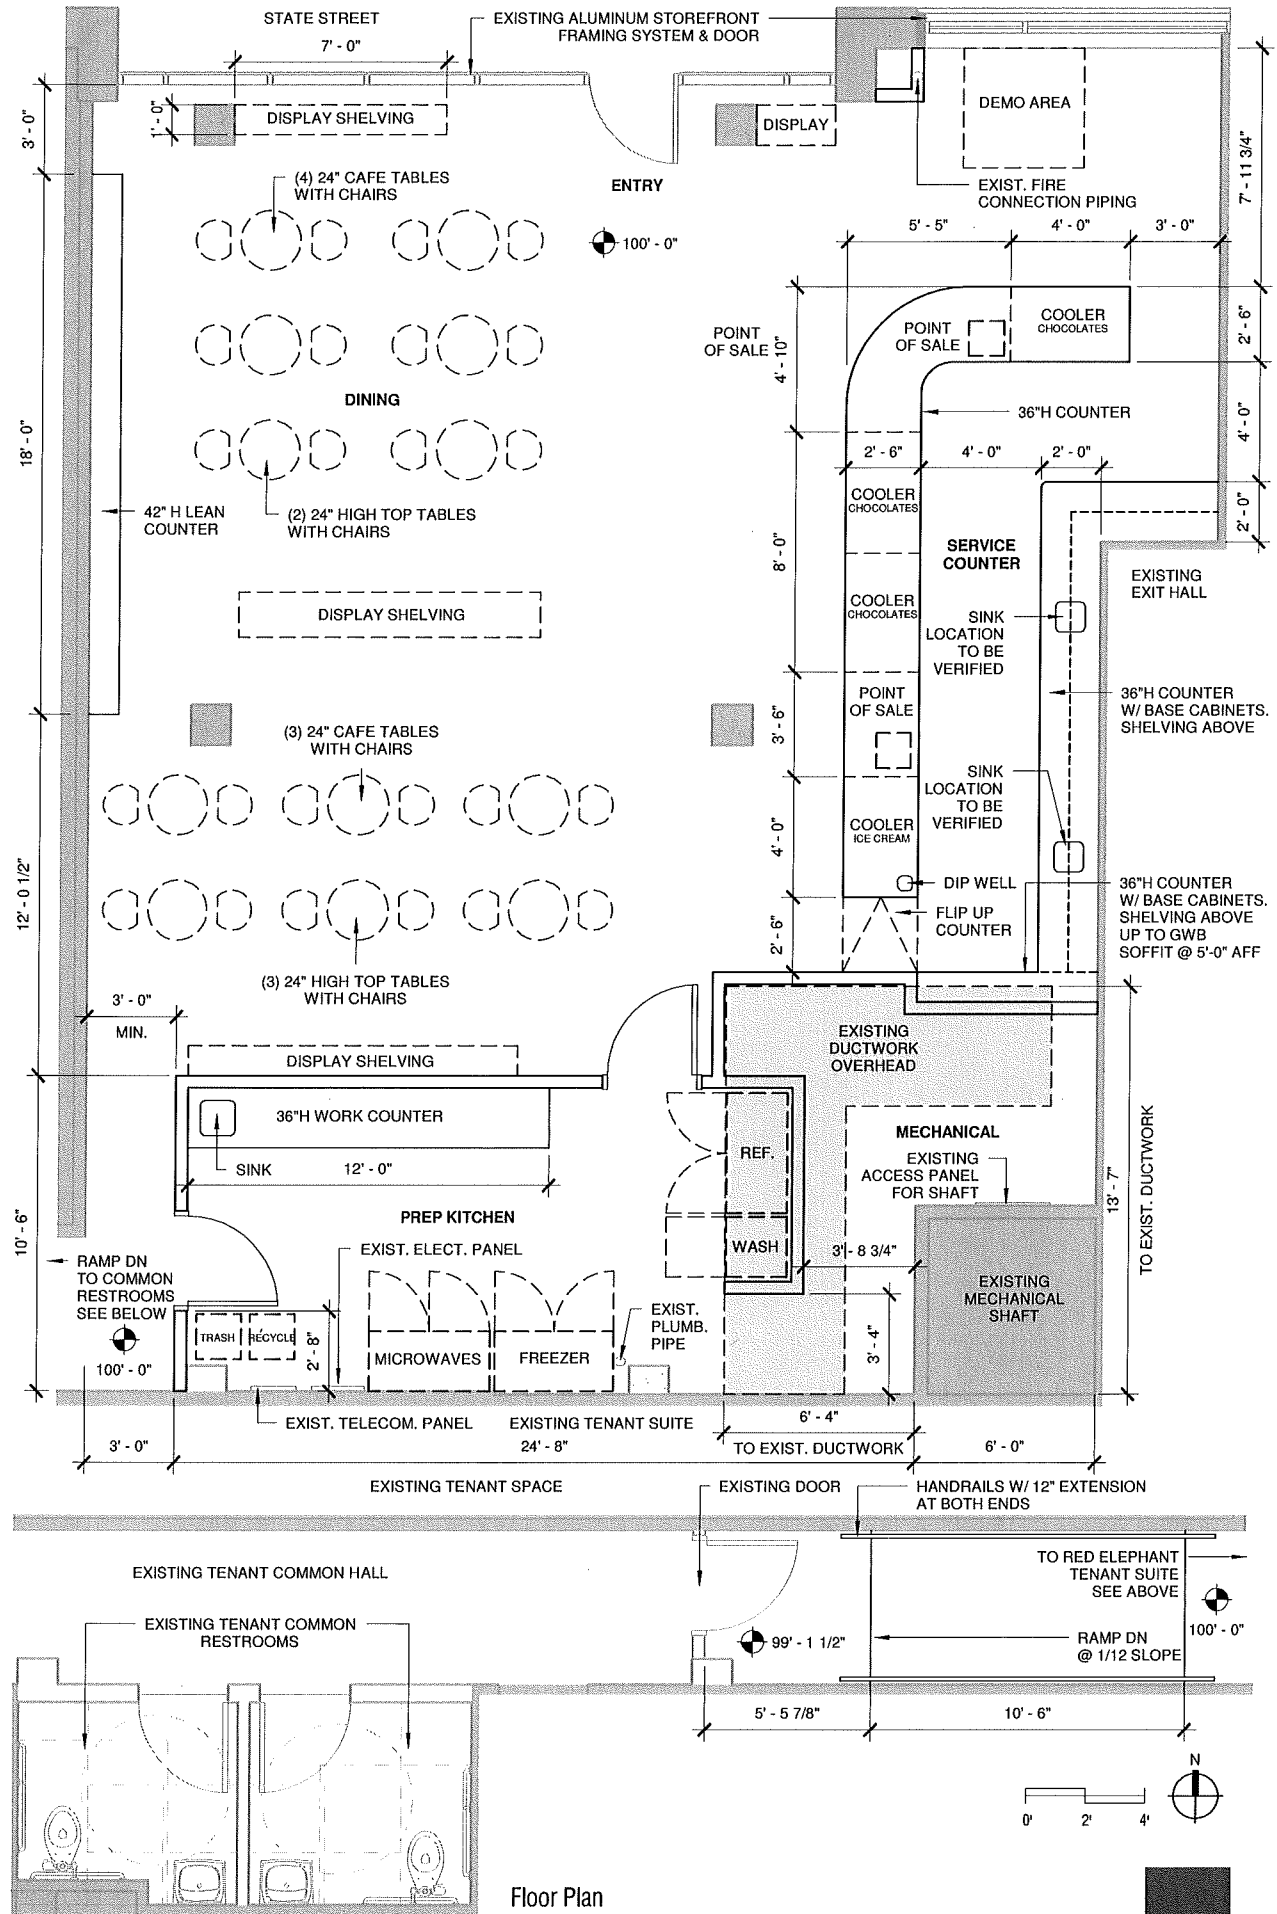 STATE STREET
EXISTING ALUMINUM STOREFRONT
FRAMING SYSTEM & DOOR
7' - 0"
3' - 0"
1' - 0"
DISPLAY SHELVING
DISPLAY
DEMO AREA
7' - 11 3/4"
(4) 24" CAFE TABLES
WITH CHAIRS
ENTRY
EXIST. FIRE
CONNECTION PIPING
100' - 0"
5' - 5"
4' - 0"
3' - 0"
POINT
OF SALE
4' - 10"
POINT
OF SALE
COOLER
CHOCOLATES
2' - 6"
DINING
36"H COUNTER
4' - 0"
18' - 0"
2' - 6"
4' - 0"
2' - 0"
42" H LEAN
COUNTER
(2) 24" HIGH TOP TABLES
WITH CHAIRS
COOLER
CHOCOLATES
2' - 0"
8' - 0"
SERVICE
COUNTER
EXISTING
EXIT HALL
DISPLAY SHELVING
COOLER
CHOCOLATES
SINK
LOCATION
TO BE
VERIFIED
36"H COUNTER
W/ BASE CABINETS.
SHELVING ABOVE
POINT
OF SALE
3' - 6"
(3) 24" CAFE TABLES
WITH CHAIRS
SINK
LOCATION
TO BE
VERIFIED
COOLER
ICE CREAM
4' - 0"
12' - 0 1/2"
DIP WELL
36"H COUNTER
W/ BASE CABINETS.
SHELVING ABOVE
UP TO GWB
SOFFIT @ 5'-0" AFF
FLIP UP
COUNTER
2' - 6"
(3) 24" HIGH TOP TABLES
WITH CHAIRS
3' - 0"
MIN.
DISPLAY SHELVING
EXISTING
DUCTWORK
OVERHEAD
36"H WORK COUNTER
MECHANICAL
SINK
12' - 0"
REF.
EXISTING
ACCESS PANEL
FOR SHAFT
13' - 7"
TO EXIST. DUCTWORK
10' - 6"
PREP KITCHEN
WASH
3' - 8 3/4"
RAMP DN
TO COMMON
RESTROOMS
SEE BELOW
EXIST. ELECT. PANEL
EXISTING
MECHANICAL
SHAFT
EXIST.
PLUMB.
PIPE
TRASH
RECYCLE
2' - 8"
MICROWAVES
FREEZER
3' - 4"
100' - 0"
EXIST. TELECOM. PANEL
EXISTING TENANT SUITE
6' - 4"
TO EXIST. DUCTWORK
3' - 0"
24' - 8"
6' - 0"
EXISTING TENANT SPACE
EXISTING DOOR
HANDRAILS W/ 12" EXTENSION
AT BOTH ENDS
EXISTING TENANT COMMON HALL
TO RED ELEPHANT
TENANT SUITE
SEE ABOVE
EXISTING TENANT COMMON
RESTROOMS
99' - 1 1/2"
RAMP DN
@ 1/12 SLOPE
100' - 0"
5' - 5 7/8"
10' - 6"
N
0'
2'
4'
Floor Plan